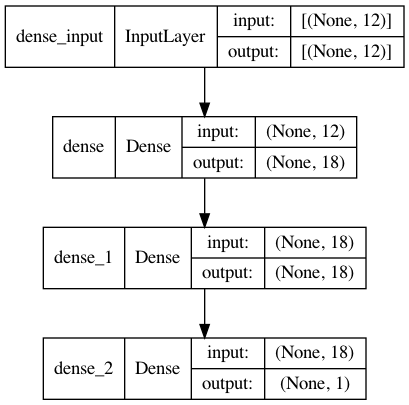 dense_input InputLayer input: [(None, 12)]
output: [(None, 12)]
dense Dense input: (None, 12)
output: (None, 18)
dense_1 Dense input: (None, 18)
output: (None, 18)
dense_2 Dense input: (None, 18)
output: (None, 1)